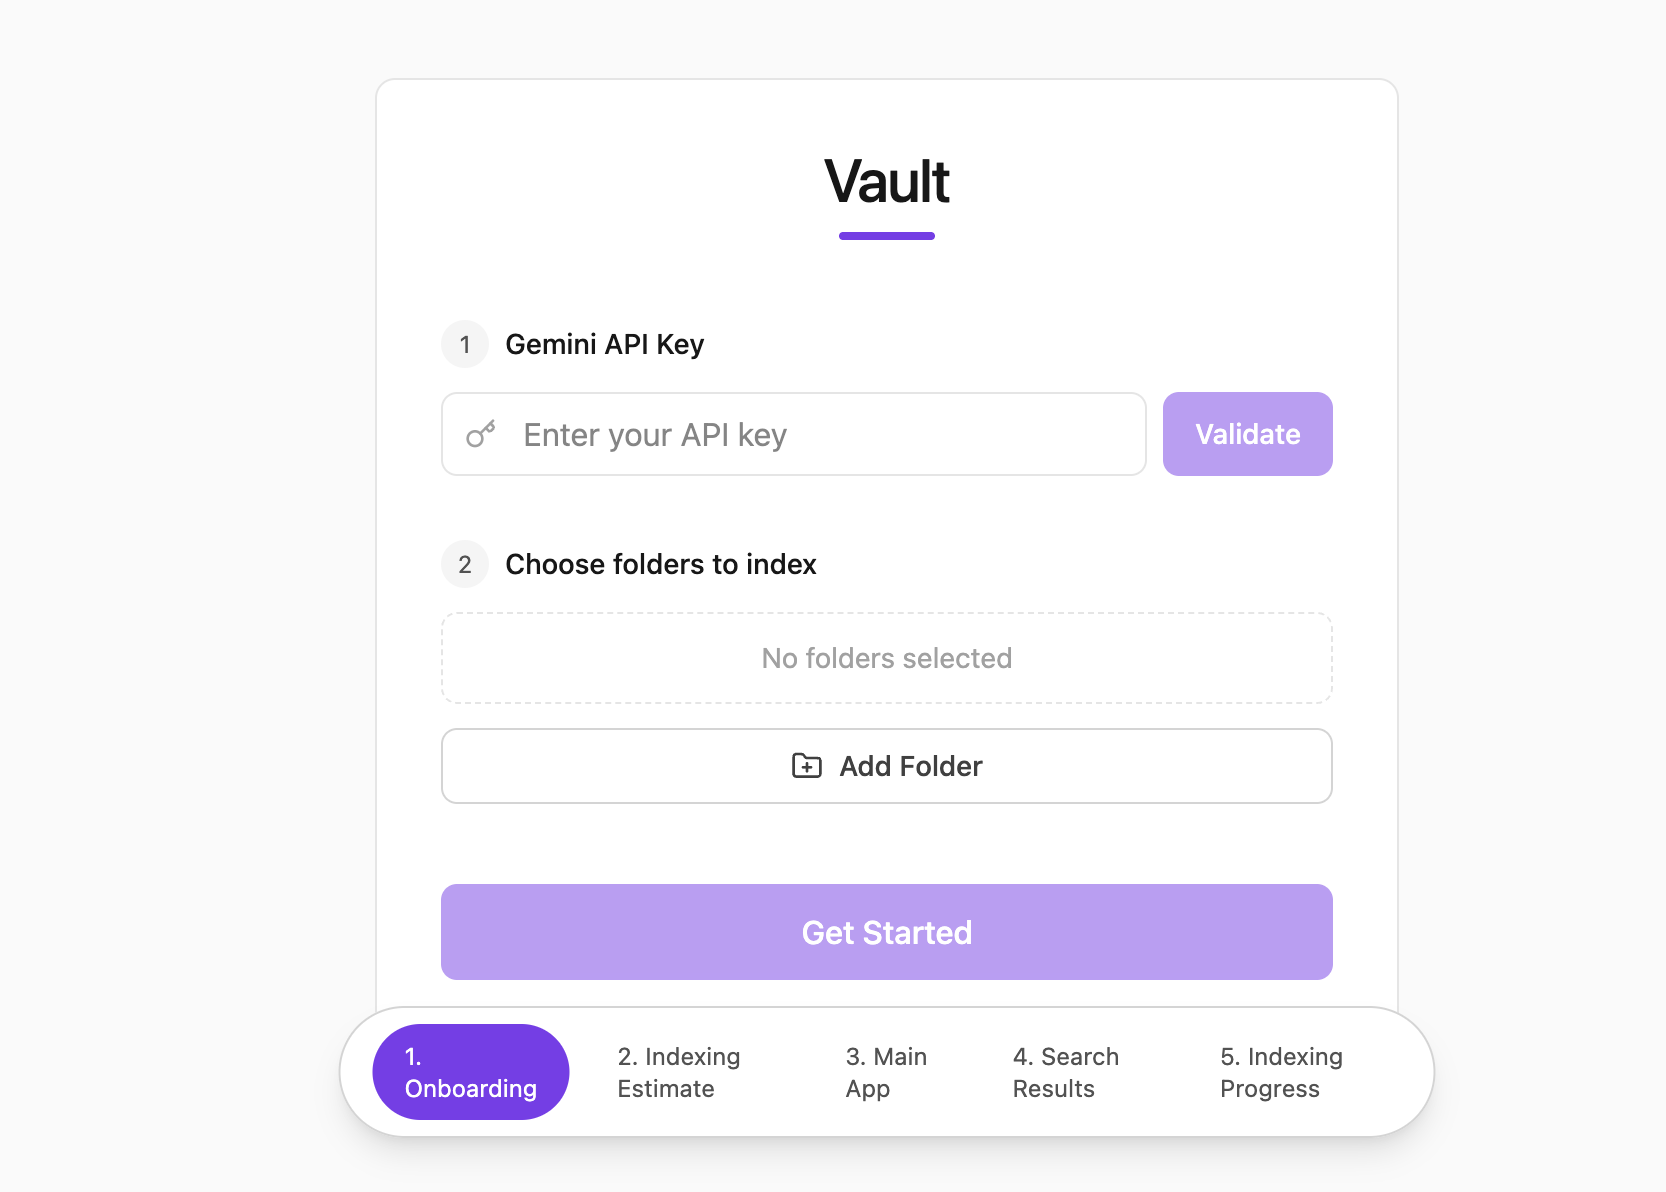 Vault
1 Gemini API Key
Enter your API key
Validate
2 Choose folders to index
No folders selected
Add Folder
Get Started
1.
Onboarding
2. Indexing
Estimate
3. Main
App
4. Search
Results
5. Indexing
Progress